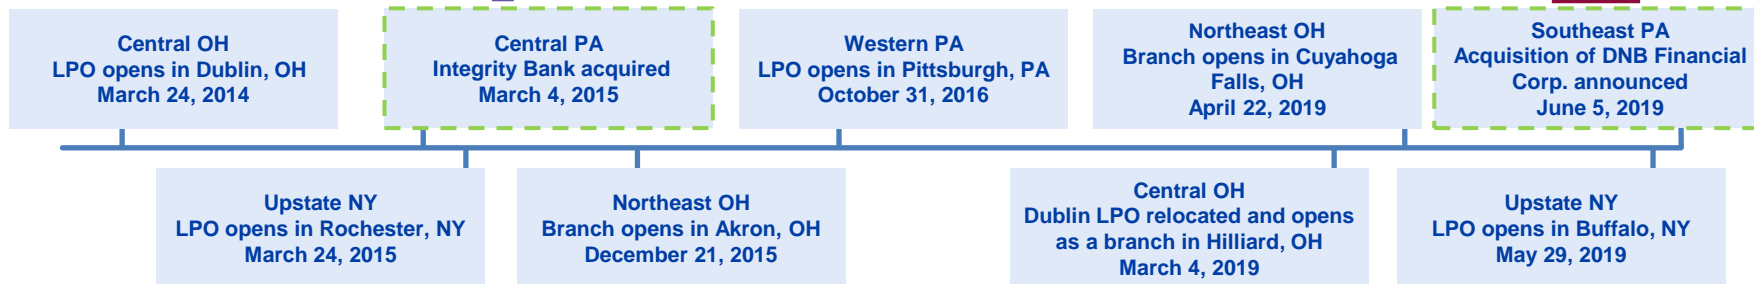 Central OH
LPO opens in Dublin, OH
March 24, 2014
Central PA
Integrity Bank acquired
March 4, 2015
Western PA
LPO opens in Pittsburgh, PA
October 31, 2016
Northeast OH
Branch opens in Cuyahoga
Falls, OH
April 22, 2019
Southeast PA
Acquisition of DNB Financial
Corp. announced
June 5, 2019
Upstate NY
LPO opens in Rochester, NY
March 24, 2015
Northeast OH
Branch opens in Akron, OH
December 21, 2015
Central OH
Dublin LPO relocated and opens
as a branch in Hilliard, OH
March 4, 2019
Upstate NY
LPO opens in Buffalo, NY
May 29, 2019